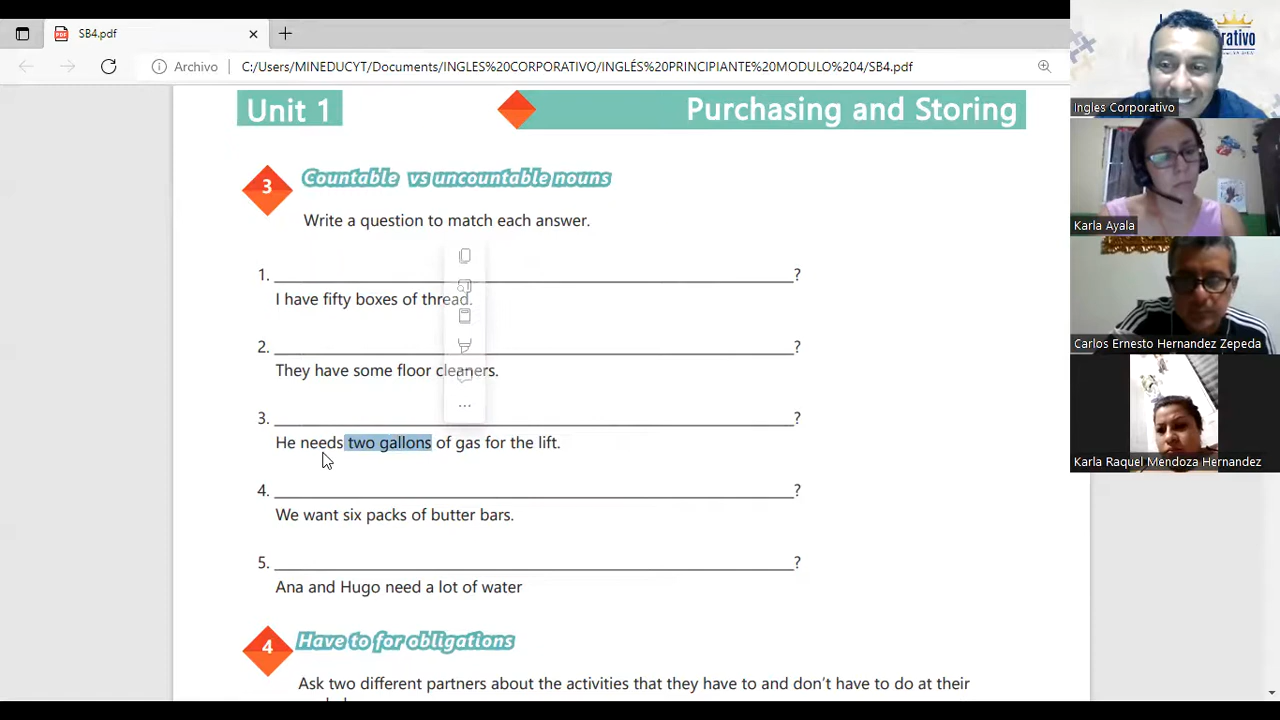 SB4.pdf
Archivo
C:/Users/MINEDUCYT/Documents/INGLES%20CORPORATIVO/INGLÉS%20PRINCIPIANTE%20MODULO%204/SB4.pdf
Unit 1
Purchasing and Storing
3
Countable vs uncountable nouns
Write a question to match each answer.
1. ?
I have fifty boxes of thread.
2. ?
They have some floor cleaners.
3. ?
He needs two gallons of gas for the lift.
4. ?
We want six packs of butter bars.
5. ?
Ana and Hugo need a lot of water
4
Have to for obligations
Ask two different partners about the activities that they have to and don't have to do at their
Ingles Corporativo
Karla Ayala
Carlos Ernesto Hernandez Zepeda
Karla Raquel Mendoza Hernandez